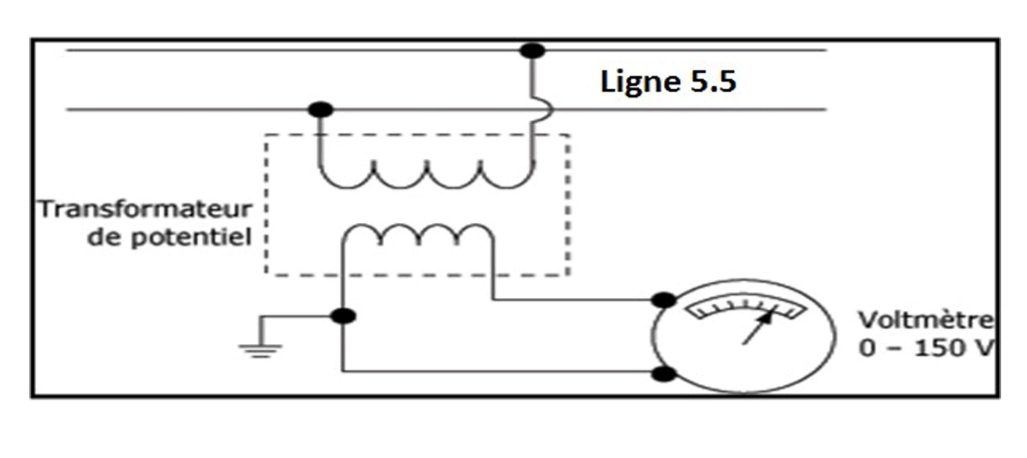 Ligne 5.5
Transformateur
de potentiel
Voltmètre
0 – 150 V